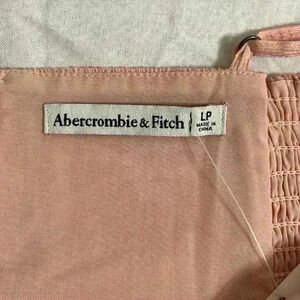 Abercrombie & Fitch
LP
MADE IN
CHINA